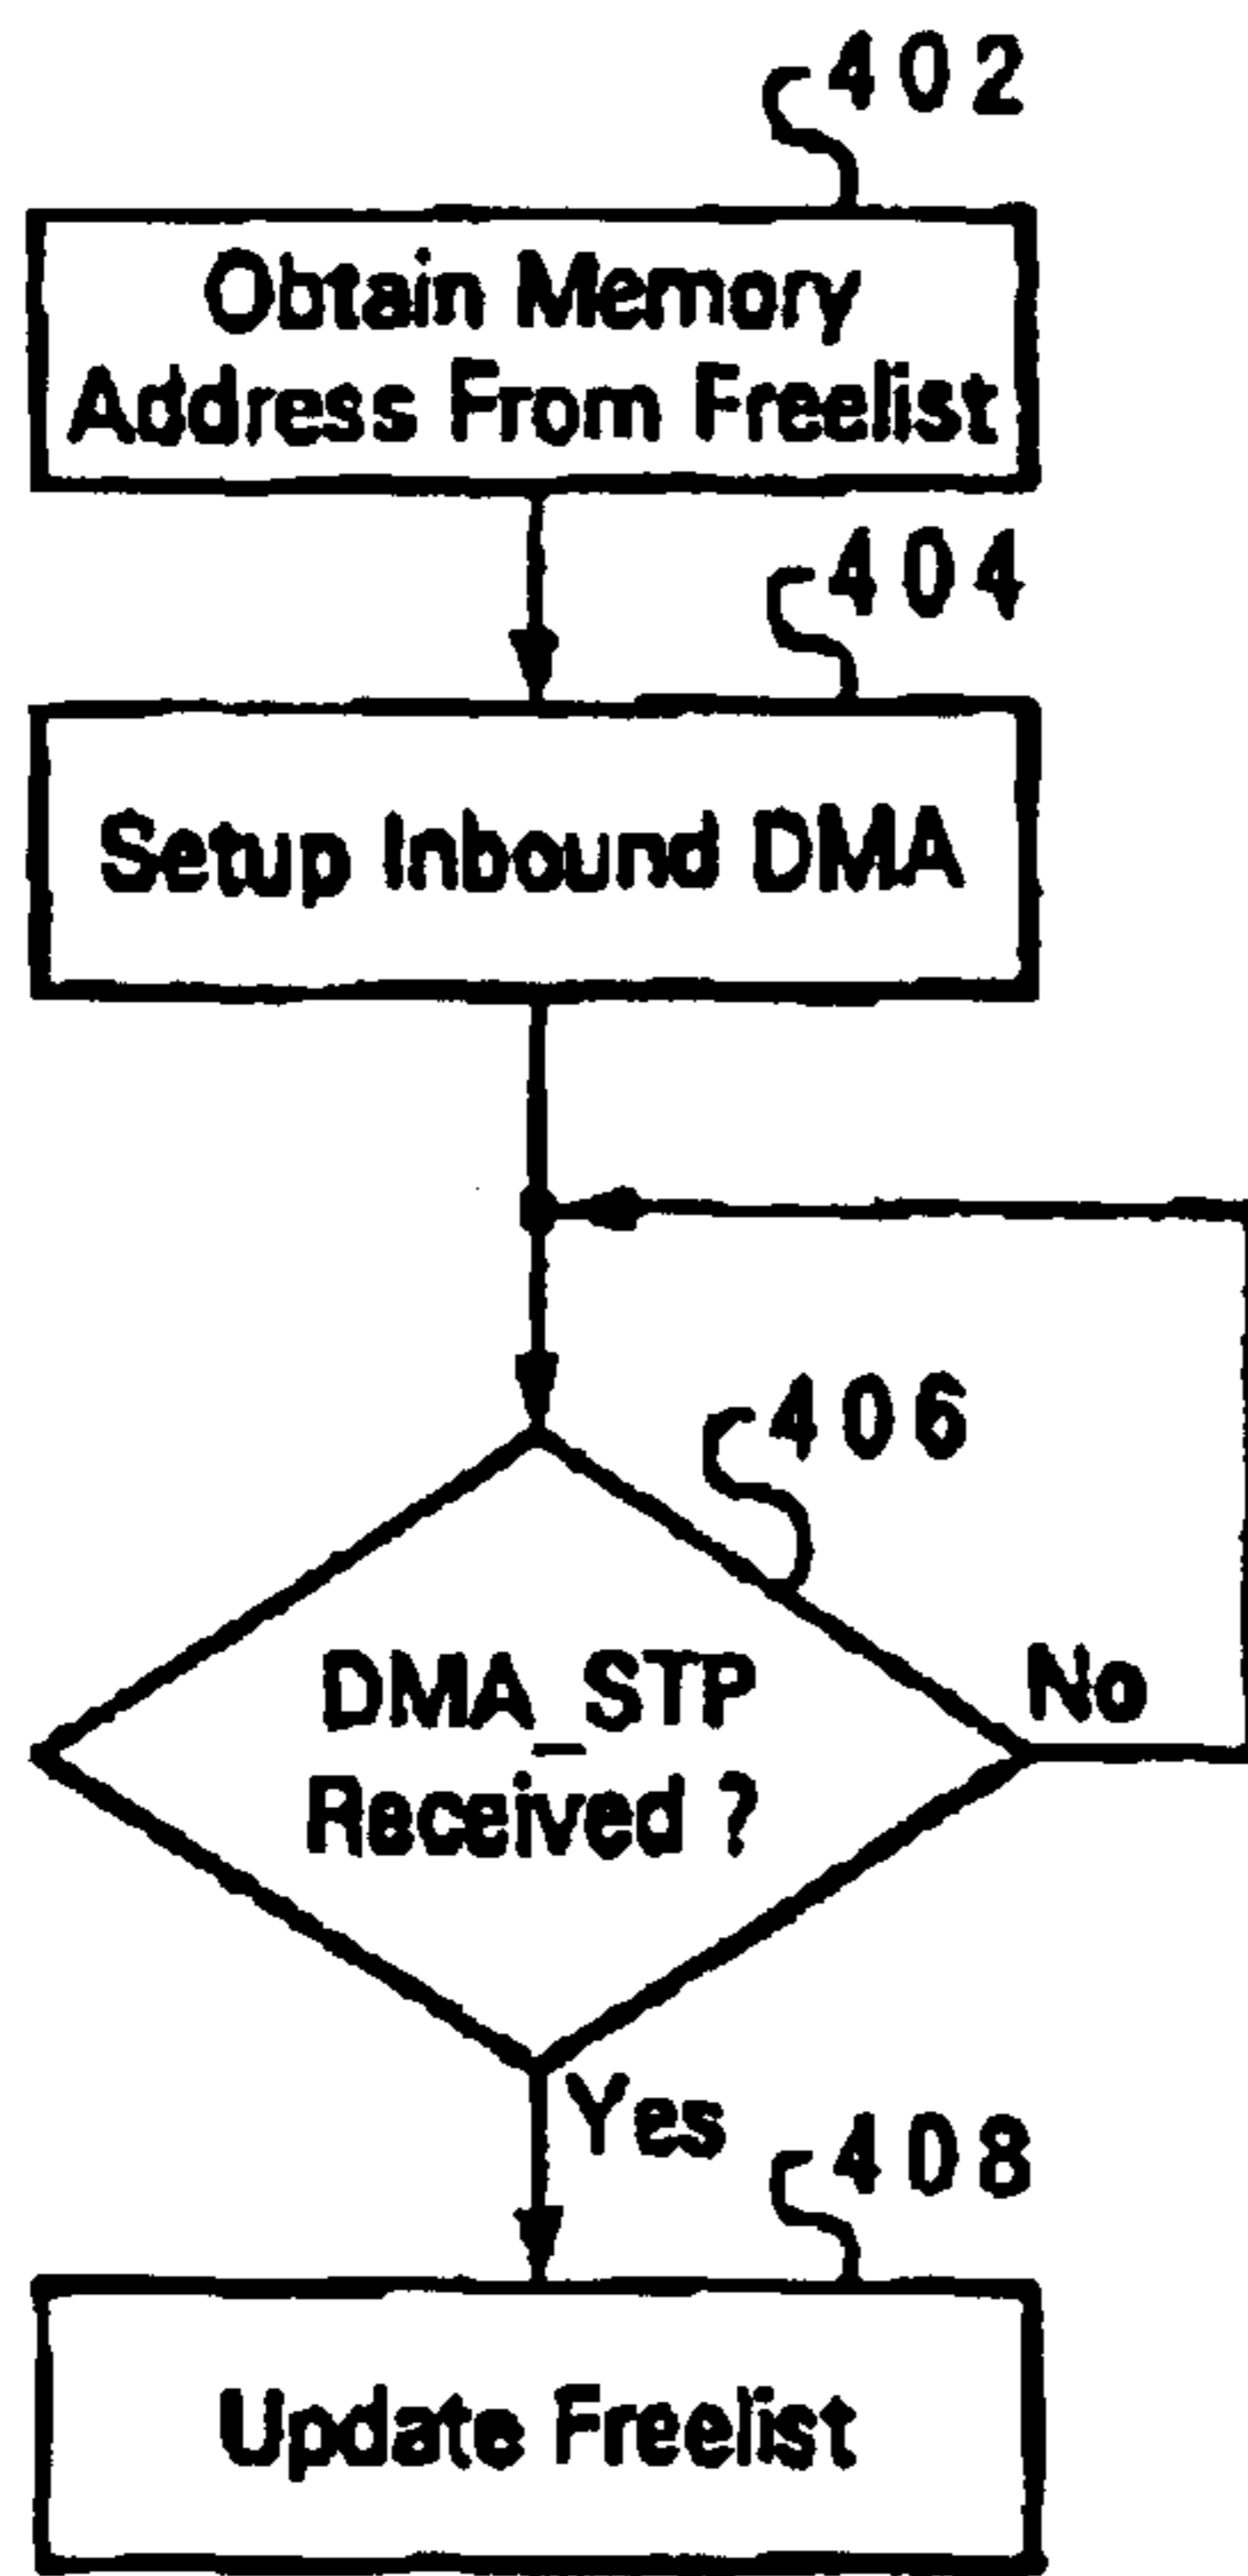 402
Obtain Memory
Address From Freelist
404
Setup Inbound DMA
406
DMA_STP
Received ?
No
Yes
408
Update Freelist